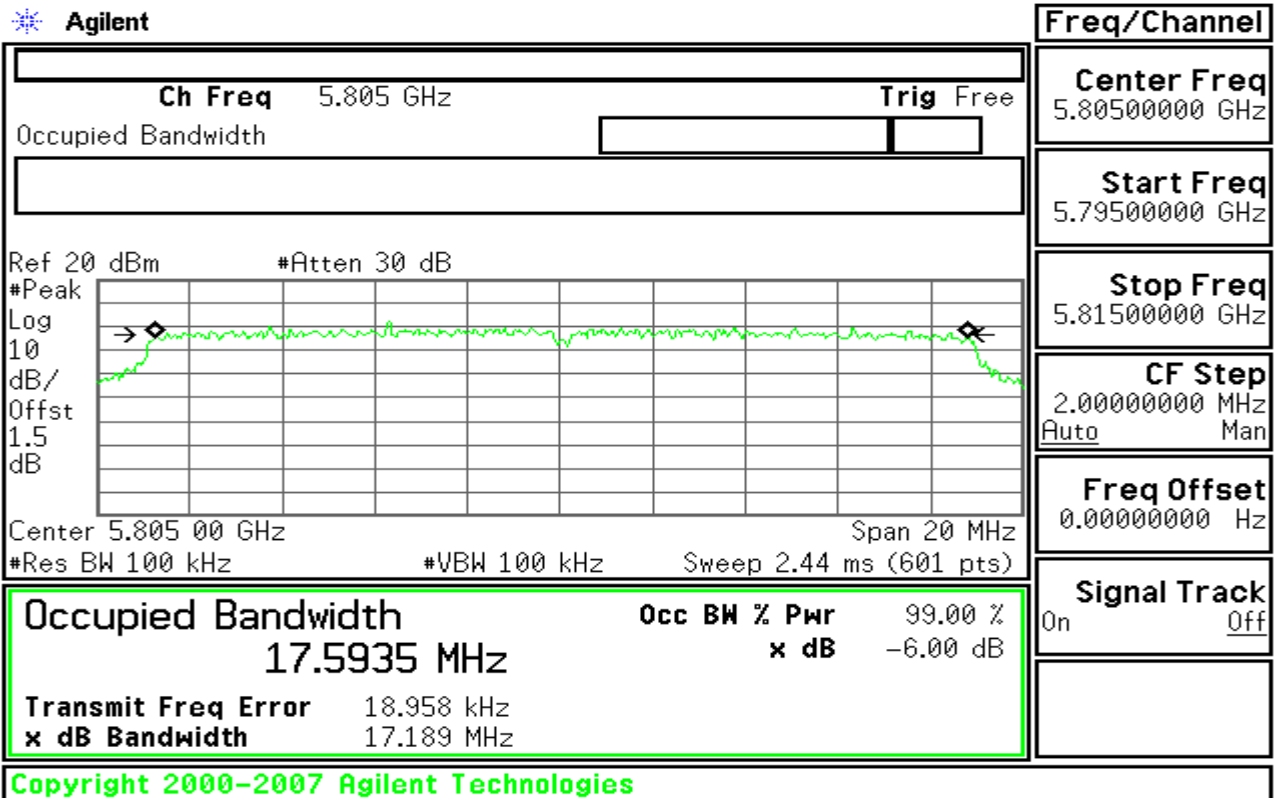 Agilent
Freq/Channel
Ch Freq 5.805 GHz Trig Free
Occupied Bandwidth
Center Freq
5.80500000 GHz
Start Freq
5.79500000 GHz
Ref 20 dBm #Atten 30 dB
#Peak
Log
10
dB/
Offst
1.5
dB
Stop Freq
5.81500000 GHz
CF Step
2.00000000 MHz
Auto Man
Center 5.805 00 GHz Span 20 MHz
#Res BW 100 kHz #VBW 100 kHz Sweep 2.44 ms (601 pts)
Freq Offset
0.00000000 Hz
Occupied Bandwidth Occ BW % Pwr 99.00 %
17.5935 MHz x dB -6.00 dB
Signal Track
On Off
Transmit Freq Error 18.958 kHz
x dB Bandwidth 17.189 MHz
Copyright 2000-2007 Agilent Technologies